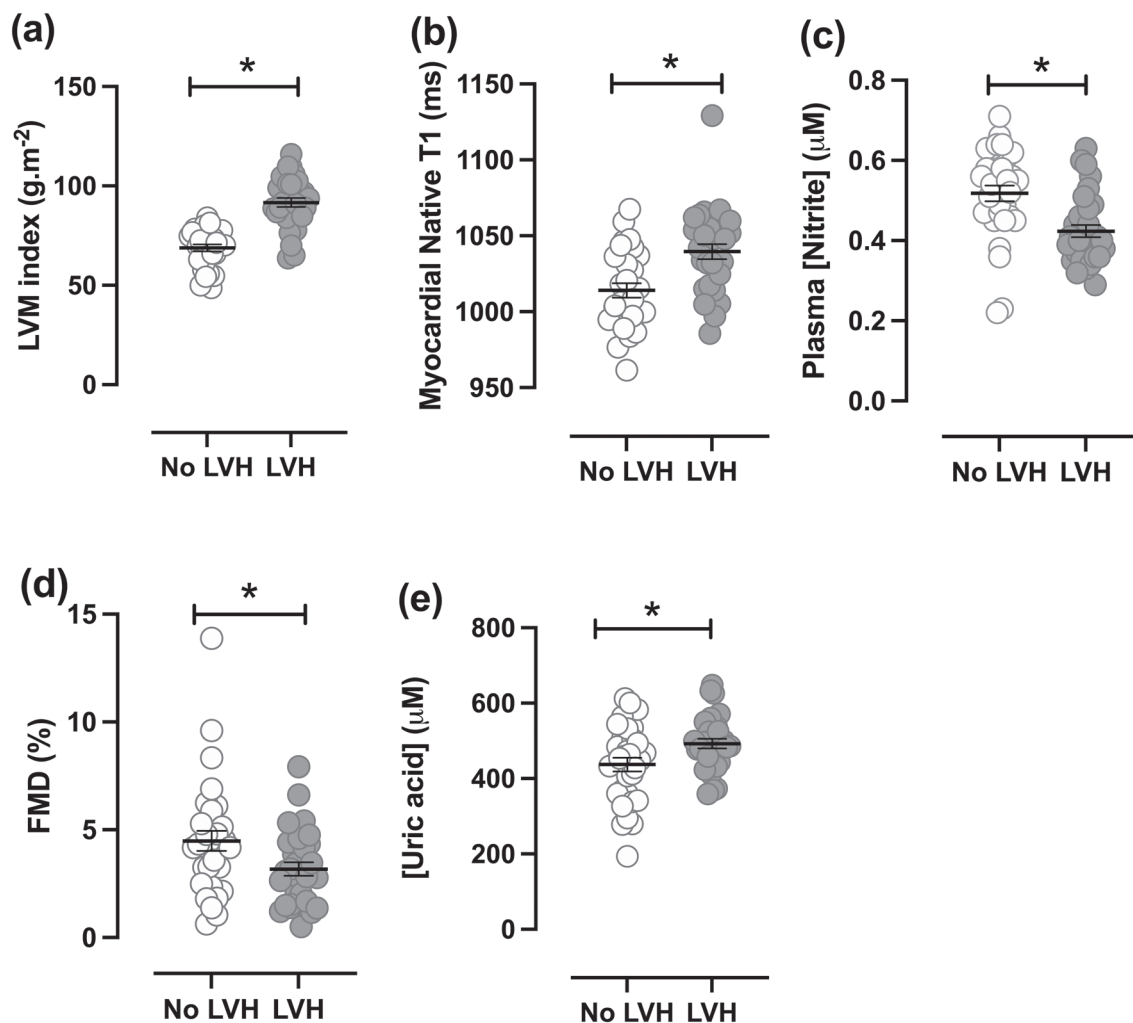 (a)
LVM index (g.m-2)
150
100
50
0
*
No LVH LVH
(b)
Myocardial Native T1 (ms)
1150
1100
1050
1000
950
*
No LVH LVH
(c)
Plasma [Nitrite] (μM)
0.8
0.6
0.4
0.2
0.0
*
No LVH LVH
(d)
FMD (%)
15
10
5
0
*
No LVH LVH
(e)
[Uric acid] (μM)
800
600
400
200
0
*
No LVH LVH